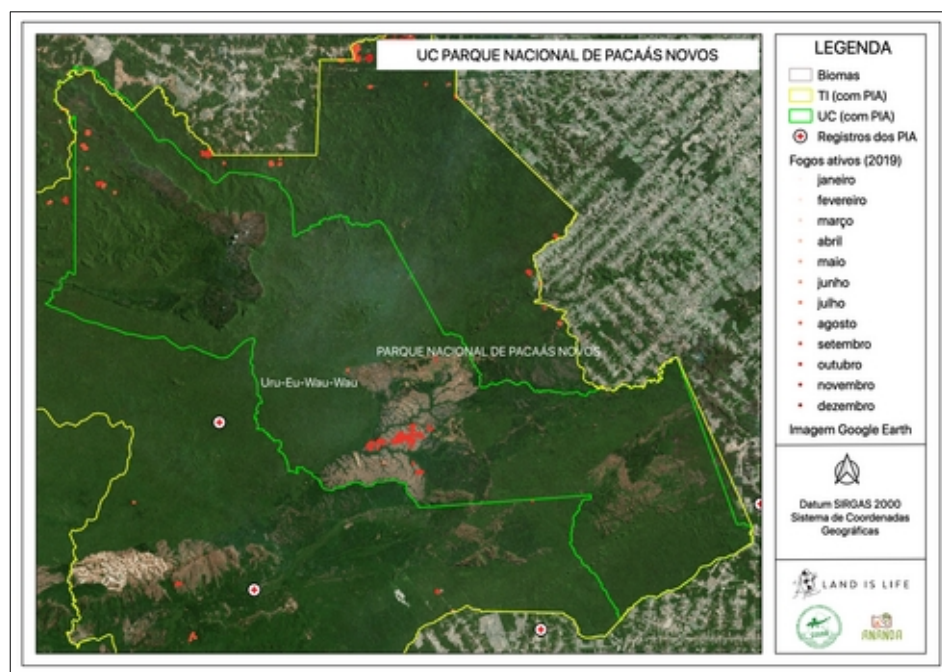 UC PARQUE NACIONAL DE PACAÁS NOVOS
PARQUE NACIONAL DE PACAÁS NOVOS
Uru-Eu-Wau-Wau
LEGENDA
Biomas
TI (com PIA)
UC (com PIA)
Registros dos PIA
Fogos ativos (2019)
janeiro
fevereiro
março
abril
maio
junho
julho
agosto
setembro
outubro
novembro
dezembro
Imagem Google Earth
Datum SIRGAS 2000
Sistema de Coordenadas
Geográficas
LAND IS LIFE
ANANDA